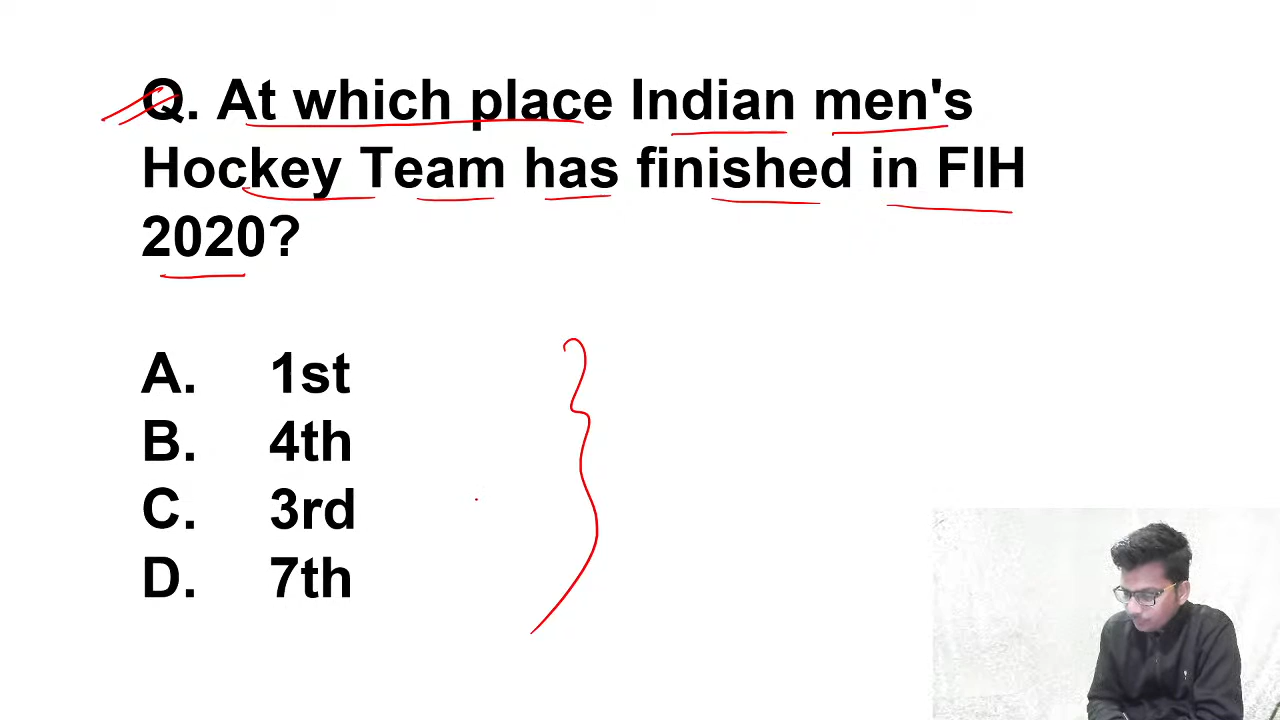 Q. At which place Indian men's
Hockey Team has finished in FIH
2020?
A. 1st
B. 4th
C. 3rd
D. 7th